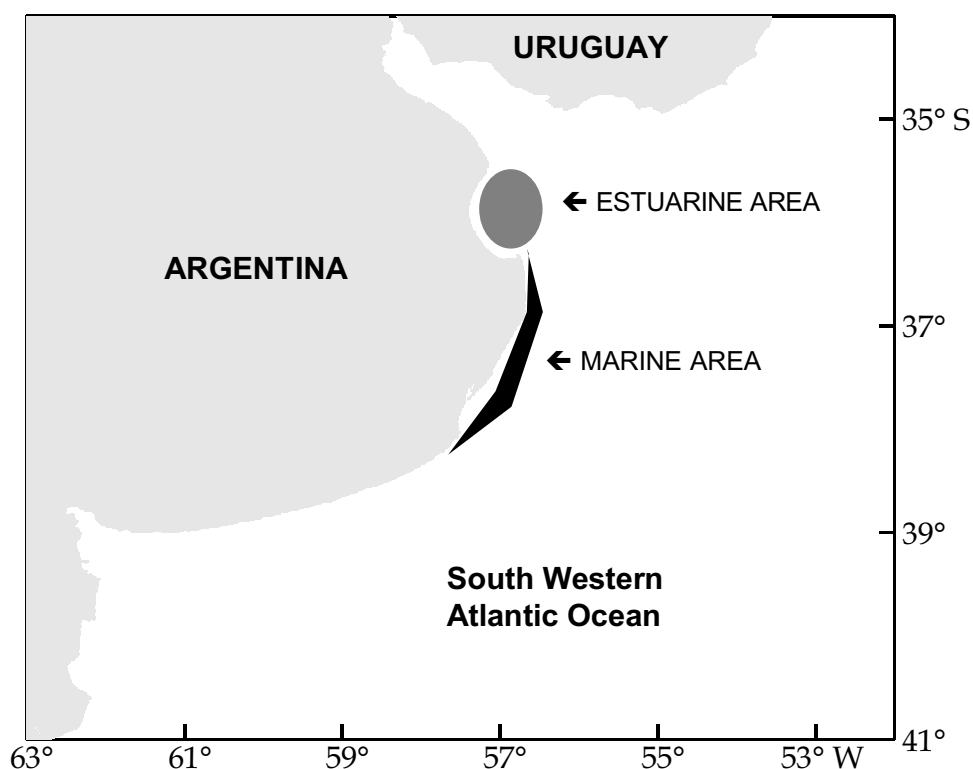 URUGUAY
35° S
ESTUARINE AREA
ARGENTINA
37°
MARINE AREA
39°
South Western
Atlantic Ocean
41°
63° 61° 59° 57° 55° 53° W